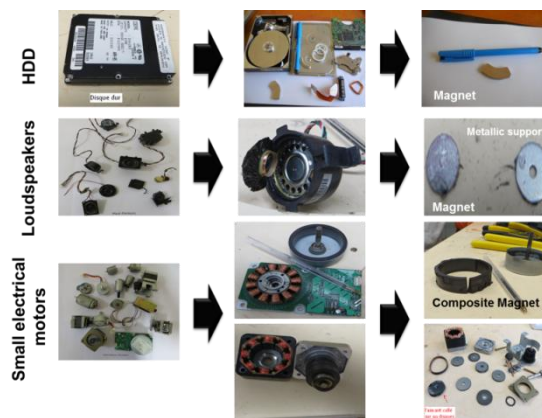 HDD
Disque dur
Magnet
Loudspeakers
Metallic support
Magnet
Small electrical
motors
Composite Magnet